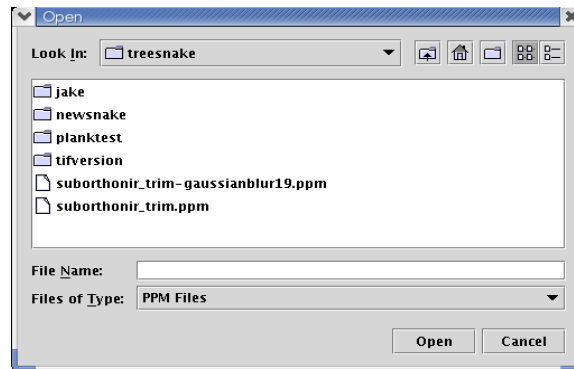 Open
Look In: treesnake
jake
newsnake
planktest
tifversion
suborthonir_trim-gaussianblur19.ppm
suborthonir_trim.ppm
File Name:
Files of Type: PPM Files
Open Cancel